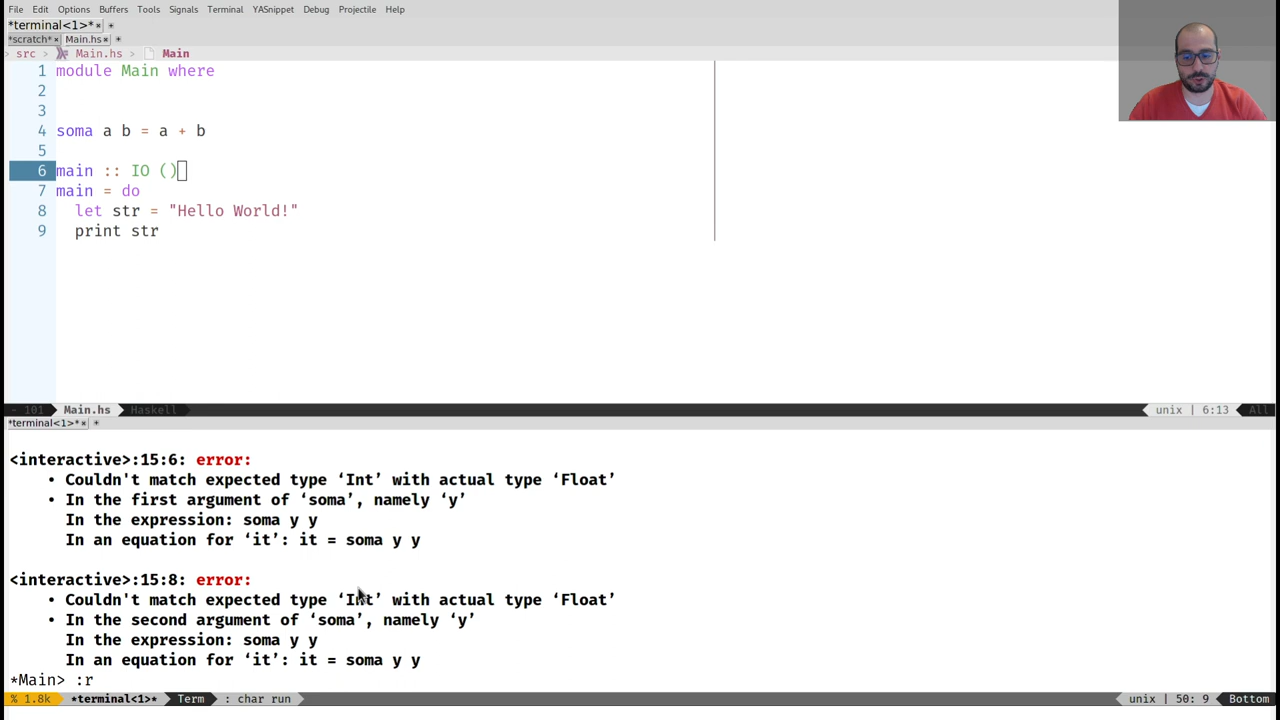 File Edit Options Buffers Tools Signals Terminal YASnippet Debug Projectile Help
*terminal<1>*× +
*scratch*× Main.hs× +
> src > Main.hs > Main
1 module Main where
2
3
4 soma a b = a + b
5
6 main :: IO ()
7 main = do
8 let str = "Hello World!"
9 print str
- 101 Main.hs Haskell unix | 6:13 All
*terminal<1>*× +
<interactive>:15:6: error:
• Couldn't match expected type ‘Int’ with actual type ‘Float’
• In the first argument of ‘soma’, namely ‘y’
In the expression: soma y y
In an equation for ‘it’: it = soma y y
<interactive>:15:8: error:
• Couldn't match expected type ‘Int’ with actual type ‘Float’
• In the second argument of ‘soma’, namely ‘y’
In the expression: soma y y
In an equation for ‘it’: it = soma y y
*Main> :r
% 1.8k *terminal<1>* Term : char run unix | 50: 9 Bottom